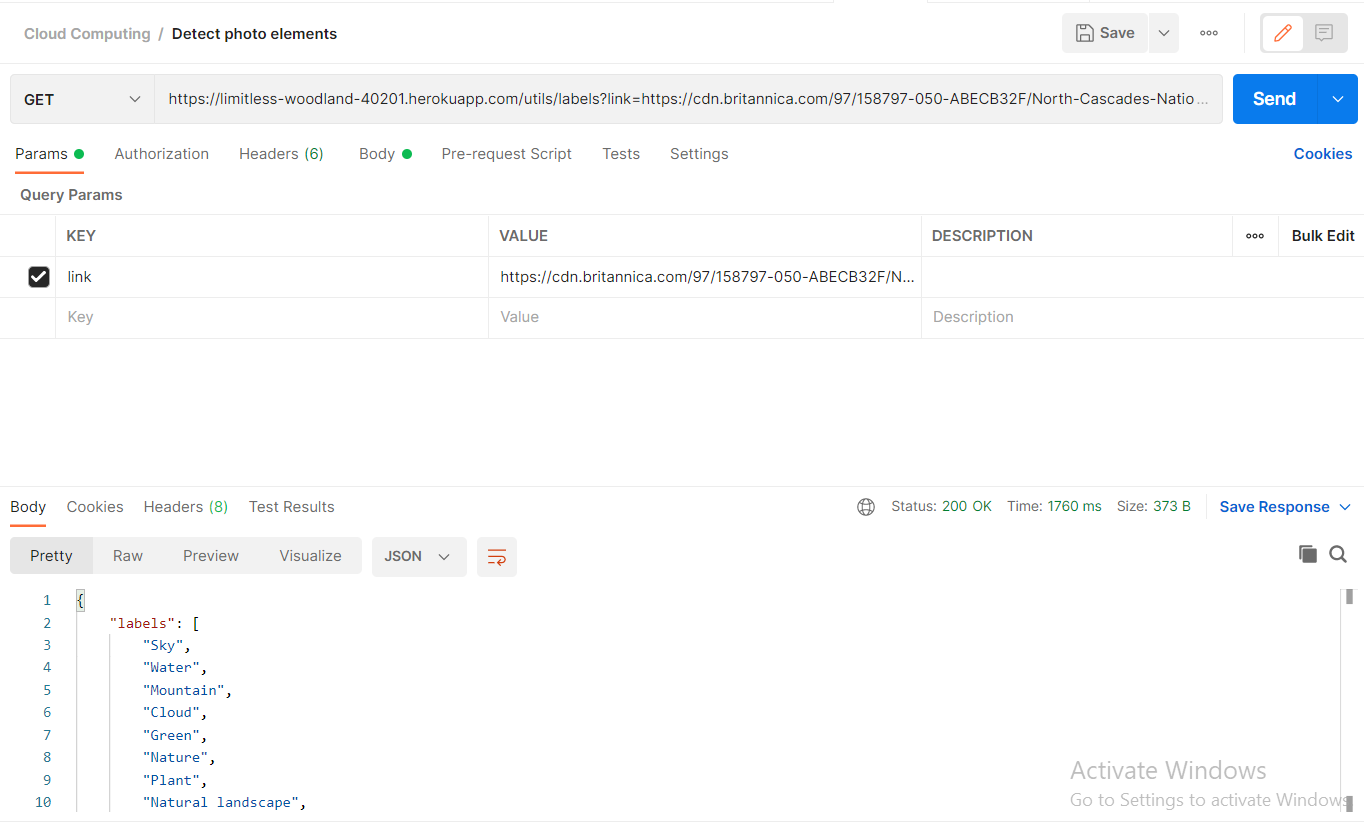 Cloud Computing / Detect photo elements
Save
GET
https://limitless-woodland-40201.herokuapp.com/utils/labels?link=https://cdn.britannica.com/97/158797-050-ABECB32F/North-Cascades-Natio...
Send
Params Authorization Headers (6) Body Pre-request Script Tests Settings Cookies
Query Params
KEY VALUE DESCRIPTION Bulk Edit
link https://cdn.britannica.com/97/158797-050-ABECB32F/N...
Key Value Description
Body Cookies Headers (8) Test Results Status: 200 OK Time: 1760 ms Size: 373 B Save Response
Pretty Raw Preview Visualize JSON
1 {
2 "labels": [
3 "Sky",
4 "Water",
5 "Mountain",
6 "Cloud",
7 "Green",
8 "Nature",
9 "Plant",
10 "Natural landscape",
Activate Windows
Go to Settings to activate Windows.